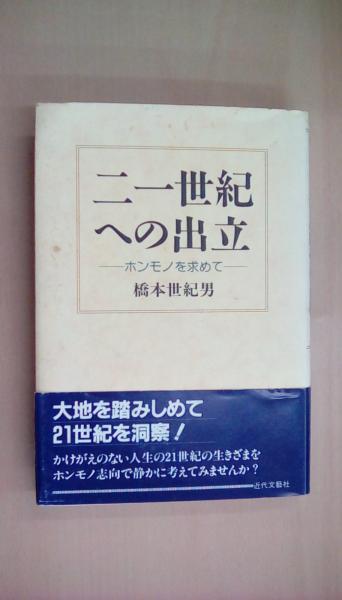 二一世紀
への出立
―ホンモノを求めて―
橋本世紀男
大地を踏みしめて
21世紀を洞察!
かけがえのない人生の21世紀の生きざまを
ホンモノ志向で静かに考えてみませんか?
近代文藝社